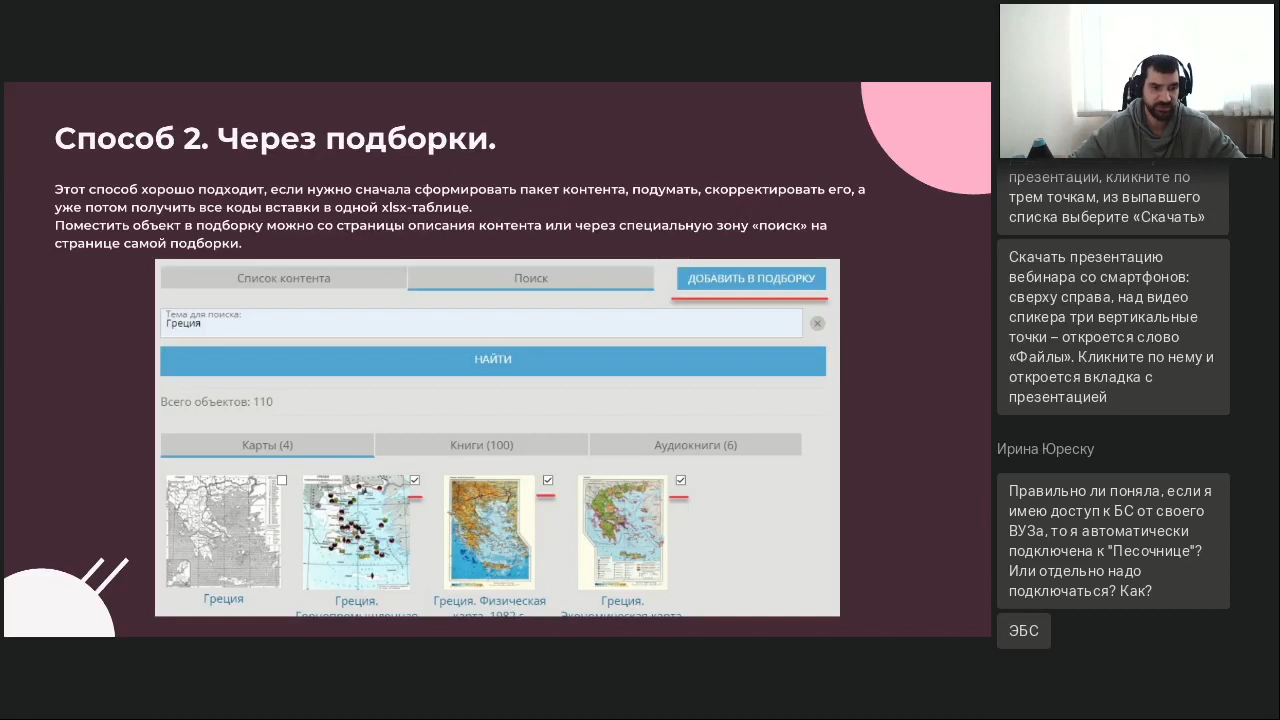 Способ 2. Через подборки.
Этот способ хорошо подходит, если нужно сначала сформировать пакет контента, подумать, скорректировать его, а
уже потом получить все коды вставки в одной xlsx-таблице.
Поместить объект в подборку можно со страницы описания контента или через специальную зону «поиск» на
странице самой подборки.
Список контента
Поиск
ДОБАВИТЬ В ПОДБОРКУ
Тема для поиска:
Греция
НАЙТИ
Всего объектов: 110
Карты (4)
Книги (100)
Аудиокниги (6)
Греция
Греция.
Горнопромышленная
Греция. Физическая
карта. 1982 г.
Греция.
Экономическая карта.
презентации, кликните по
трем точкам, из выпавшего
списка выберите «Скачать»
Скачать презентацию
вебинара со смартфонов:
сверху справа, над видео
спикера три вертикальные
точки – откроется слово
«Файлы». Кликните по нему и
откроется вкладка с
презентацией
Ирина Юреску
Правильно ли поняла, если я
имею доступ к БС от своего
ВУЗа, то я автоматически
подключена к "Песочнице"?
Или отдельно надо
подключаться? Как?
ЭБС